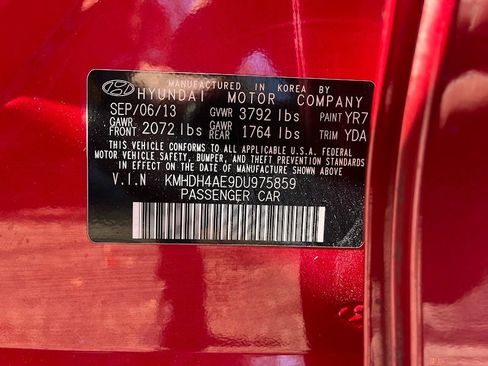 MANUFACTURED IN KOREA BY
HYUNDAI MOTOR COMPANY
SEP/06/13 GVWR 3792 lbs PAINT YR7
GAWR FRONT 2072 lbs GAWR REAR 1764 lbs TRIM YDA
THIS VEHICLE CONFORMS TO ALL APPLICABLE U.S.A. FEDERAL
MOTOR VEHICLE SAFETY, BUMPER, AND THEFT PREVENTION STANDARDS
IN EFFECT ON THE DATE OF MANUFACTURE SHOWN ABOVE.
V.I.N KMHDH4AE9DU975859
PASSENGER CAR